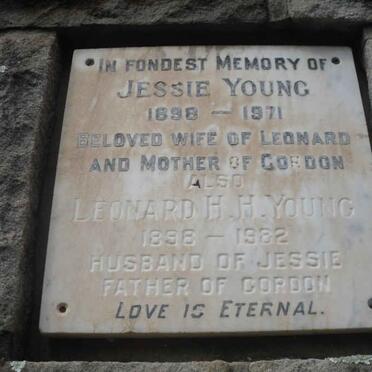 IN FONDEST MEMORY OF
JESSIE YOUNG
1898 — 1971
BELOVED WIFE OF LEONARD
AND MOTHER OF GORDON
ALSO
LEONARD H. H. YOUNG
1898 — 1982
HUSBAND OF JESSIE
FATHER OF GORDON
LOVE IS ETERNAL.